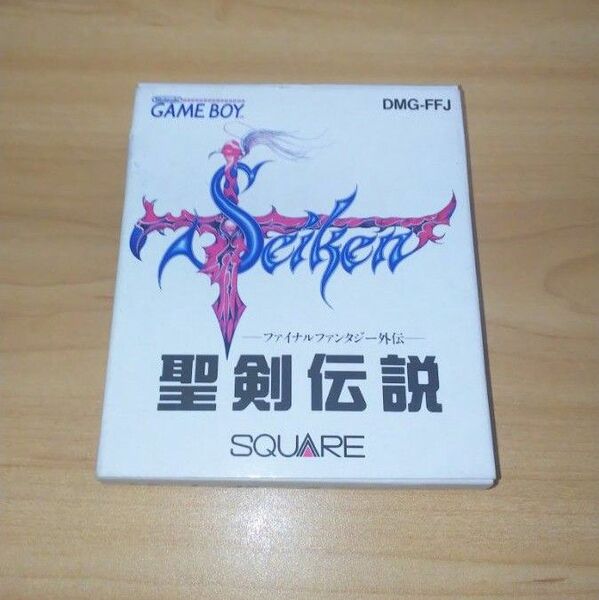 Nintendo
GAME BOY
DMG-FFJ
Seiken
―ファイナルファンタジー外伝―
聖剣伝説
SQUARE